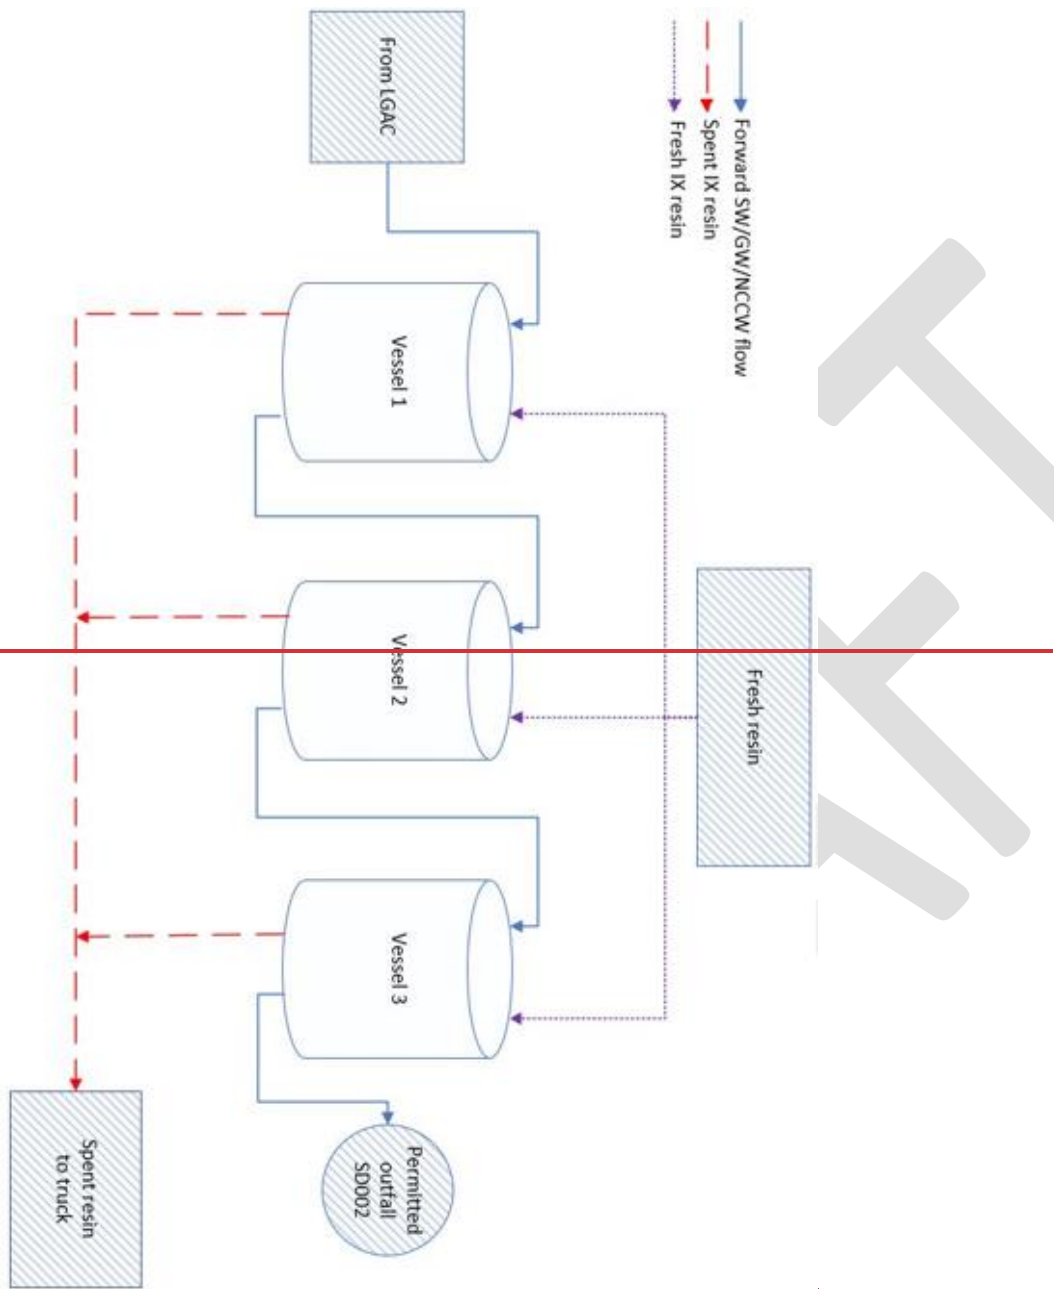 Forward SW/GW/NCCW flow
Spent IX resin
Fresh IX resin
Fresh resin
From LGAC
Vessel 1
Vessel 2
Vessel 3
Permitted
outfall
SD002
Spent resin
to truck